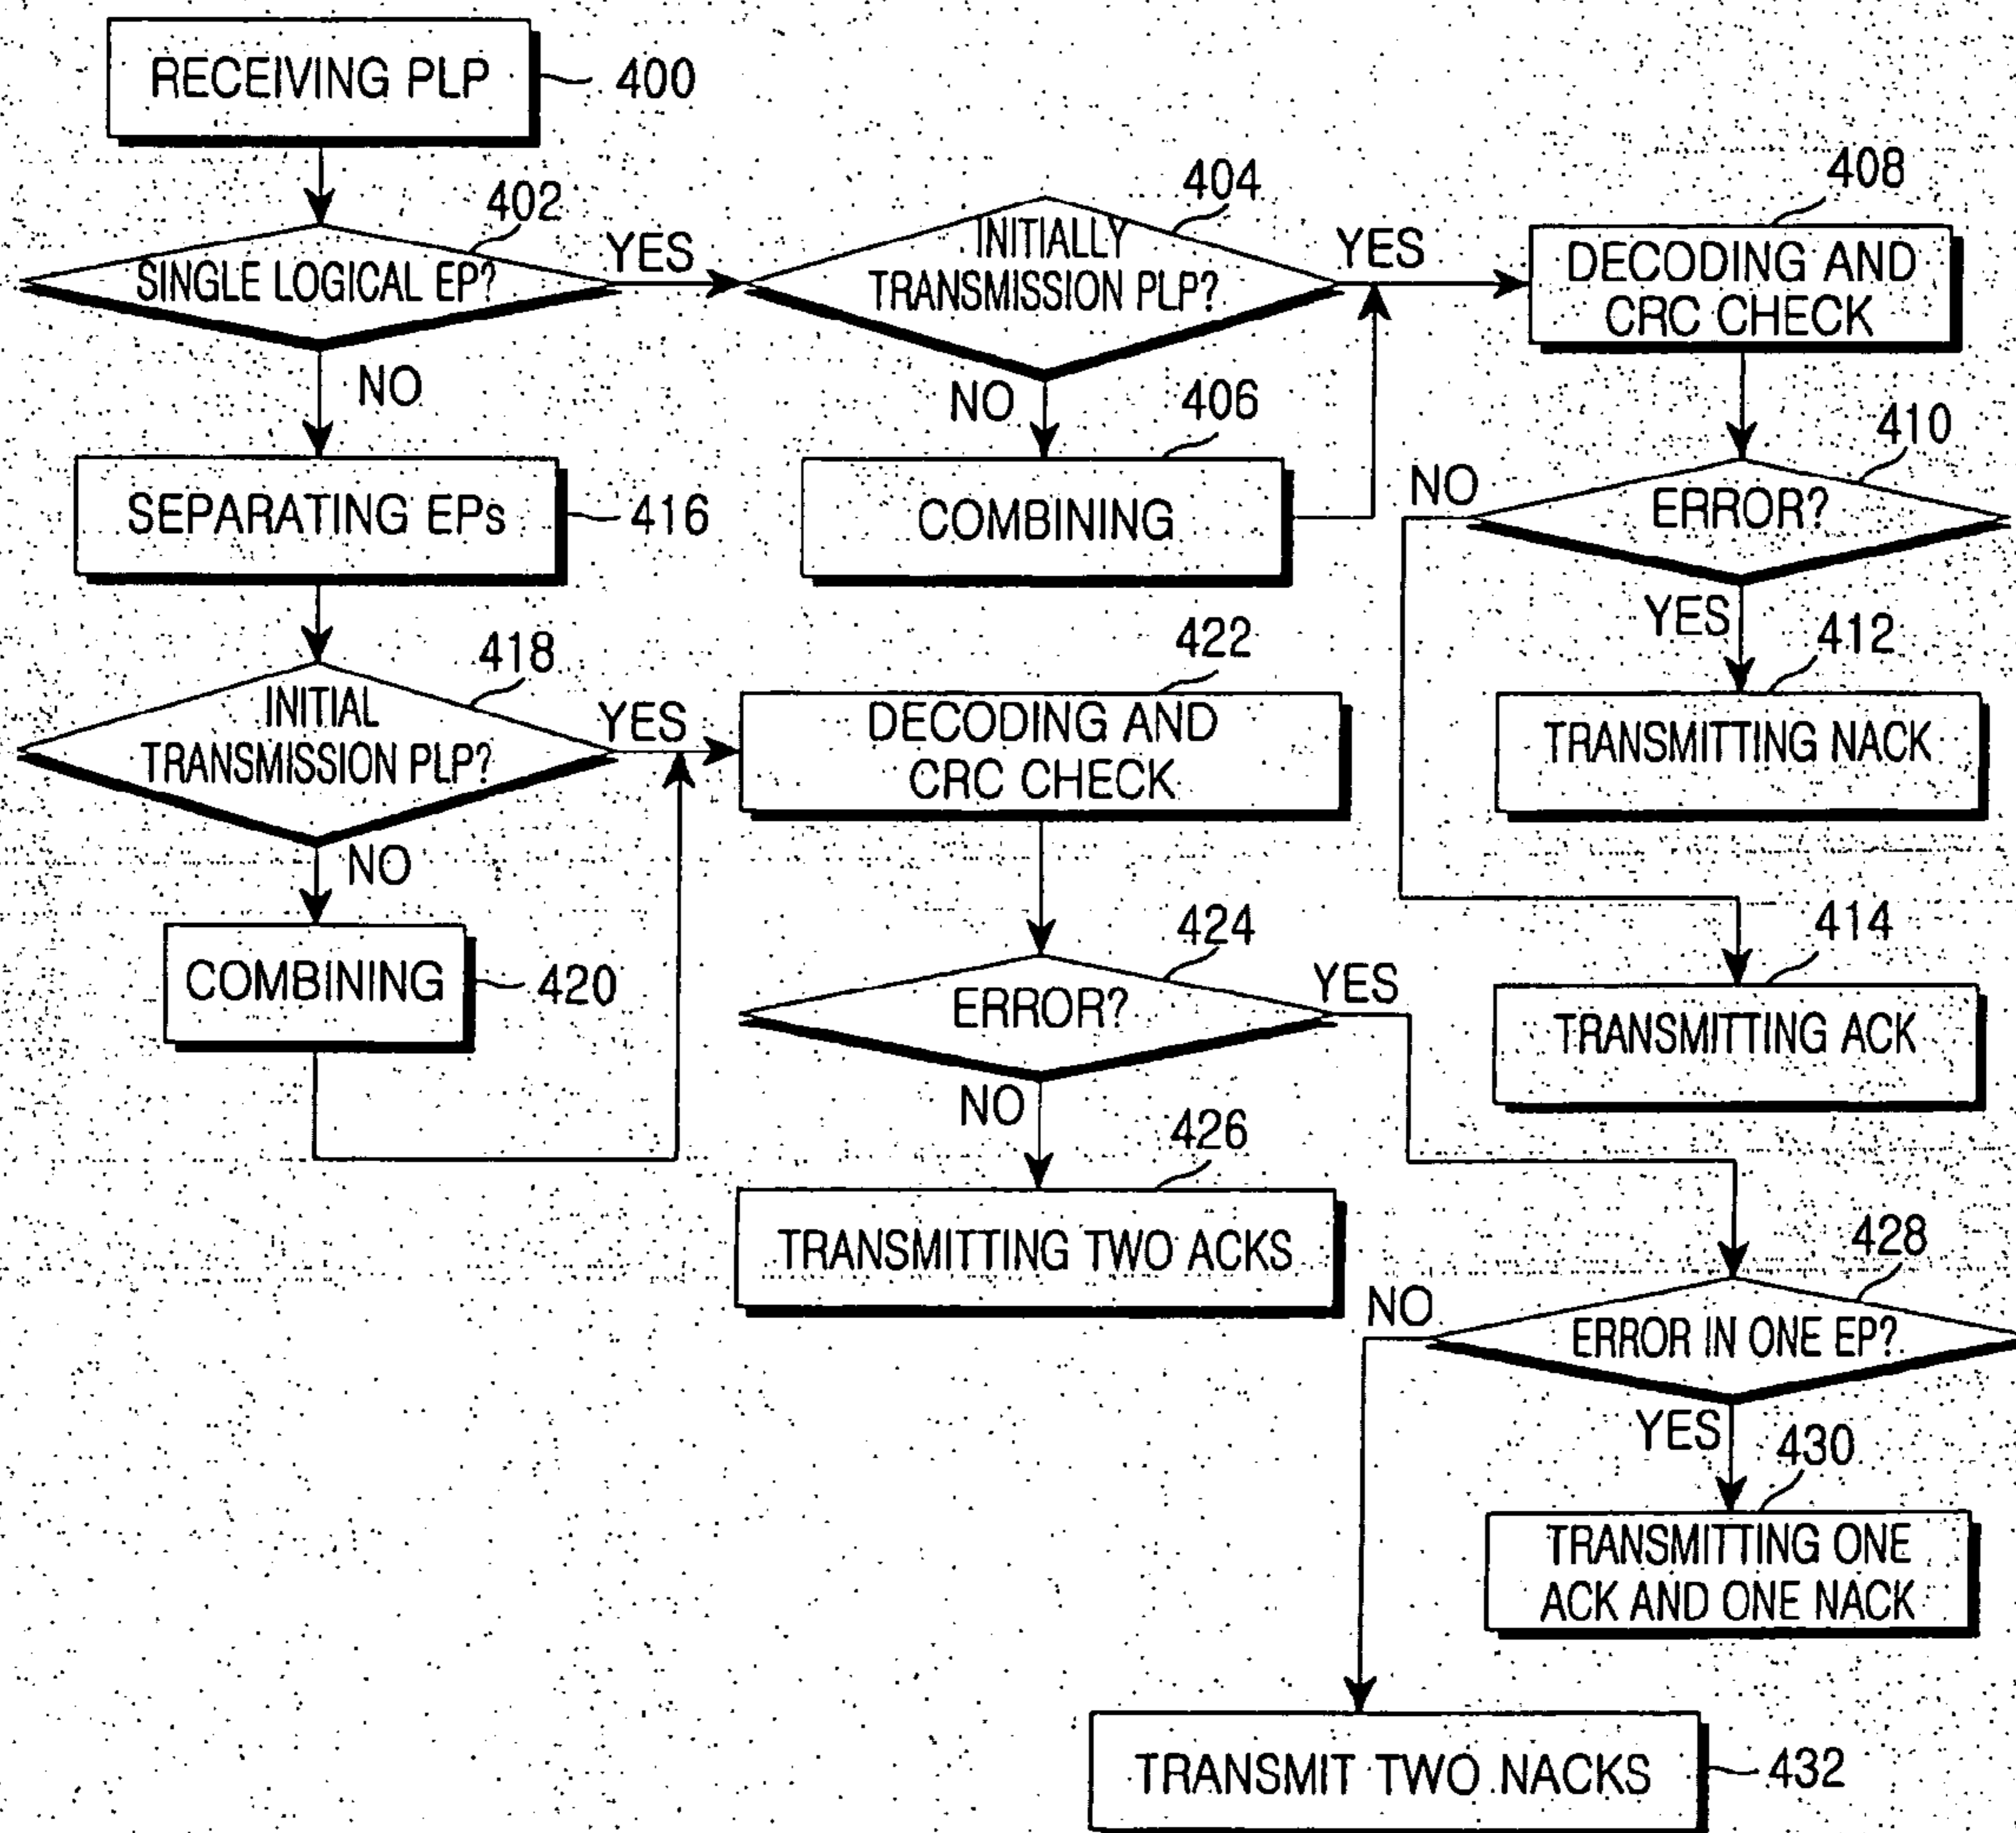 RECEIVING PLP
400
402
SINGLE LOGICAL EP?
YES
NO
404
INITIALLY
TRANSMISSION PLP?
YES
NO
406
COMBINING
408
DECODING AND
CRC CHECK
410
ERROR?
NO
YES
412
TRANSMITTING NACK
414
TRANSMITTING ACK
SEPARATING EPs
416
418
INITIAL
TRANSMISSION PLP?
YES
NO
COMBINING
420
422
DECODING AND
CRC CHECK
424
ERROR?
YES
NO
426
TRANSMITTING TWO ACKS
428
ERROR IN ONE EP?
NO
YES
430
TRANSMITTING ONE
ACK AND ONE NACK
TRANSMIT TWO NACKS
432